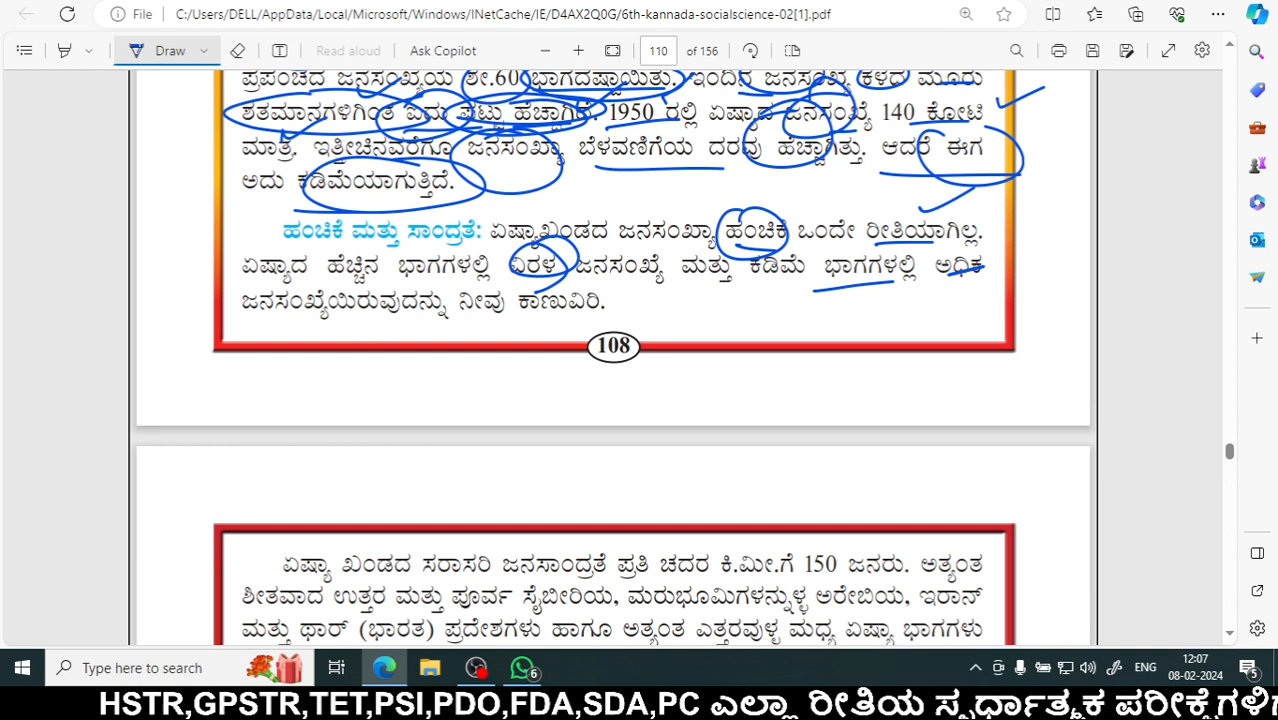 File
C:/Users/DELL/AppData/Local/Microsoft/Windows/INetCache/IE/D4AX2Q0G/6th-kannada-socialscience-02[1].pdf
Draw
Read aloud
Ask Copilot
110 of 156
ಪ್ರಪಂಚದ ಜನಸಂಖ್ಯೆಯ ಶೇ.60 ಭಾಗದಷ್ಟಾಯಿತು. ಇಂದಿನ ಜನಸಂಖ್ಯೆ ಕಳೆದ ಮೂರು
ಶತಮಾನಗಳಿಗಿಂತ ಐದು ಪಟ್ಟು ಹೆಚ್ಚಾಗಿದೆ. 1950 ರಲ್ಲಿ ಏಷ್ಯಾದ ಜನಸಂಖ್ಯೆ 140 ಕೋಟಿ
ಮಾತ್ರ. ಇತ್ತೀಚಿನವರೆಗೂ ಜನಸಂಖ್ಯಾ ಬೆಳವಣಿಗೆಯ ದರವು ಹೆಚ್ಚಾಗಿತ್ತು. ಆದರೆ ಈಗ
ಅದು ಕಡಿಮೆಯಾಗುತ್ತಿದೆ.
ಹಂಚಿಕೆ ಮತ್ತು ಸಾಂದ್ರತೆ: ಏಷ್ಯಾಖಂಡದ ಜನಸಂಖ್ಯಾ ಹಂಚಿಕೆ ಒಂದೇ ರೀತಿಯಾಗಿಲ್ಲ.
ಏಷ್ಯಾದ ಹೆಚ್ಚಿನ ಭಾಗಗಳಲ್ಲಿ ವಿರಳ ಜನಸಂಖ್ಯೆ ಮತ್ತು ಕಡಿಮೆ ಭಾಗಗಳಲ್ಲಿ ಅಧಿಕ
ಜನಸಂಖ್ಯೆಯಿರುವುದನ್ನು ನೀವು ಕಾಣುವಿರಿ.
108
ಏಷ್ಯಾ ಖಂಡದ ಸರಾಸರಿ ಜನಸಾಂದ್ರತೆ ಪ್ರತಿ ಚದರ ಕಿ.ಮೀ.ಗೆ 150 ಜನರು. ಅತ್ಯಂತ
ಶೀತವಾದ ಉತ್ತರ ಮತ್ತು ಪೂರ್ವ ಸೈಬೀರಿಯ, ಮರುಭೂಮಿಗಳನ್ನುಳ್ಳ ಅರೇಬಿಯ, ಇರಾನ್
ಮತ್ತು ಥಾರ್ (ಭಾರತ) ಪ್ರದೇಶಗಳು ಹಾಗೂ ಅತ್ಯಂತ ಎತ್ತರವುಳ್ಳ ಮಧ್ಯ ಏಷ್ಯಾ ಭಾಗಗಳು
Type here to search
6
ENG
12:07
08-02-2024
5
HSTR,GPSTR,TET,PSI,PDO,FDA,SDA,PC ಎಲ್ಲಾ ರೀತಿಯ ಸ್ಪರ್ಧಾತ್ಮಕ ಪರೀಕ್ಷೆಗಳಿಗೆ